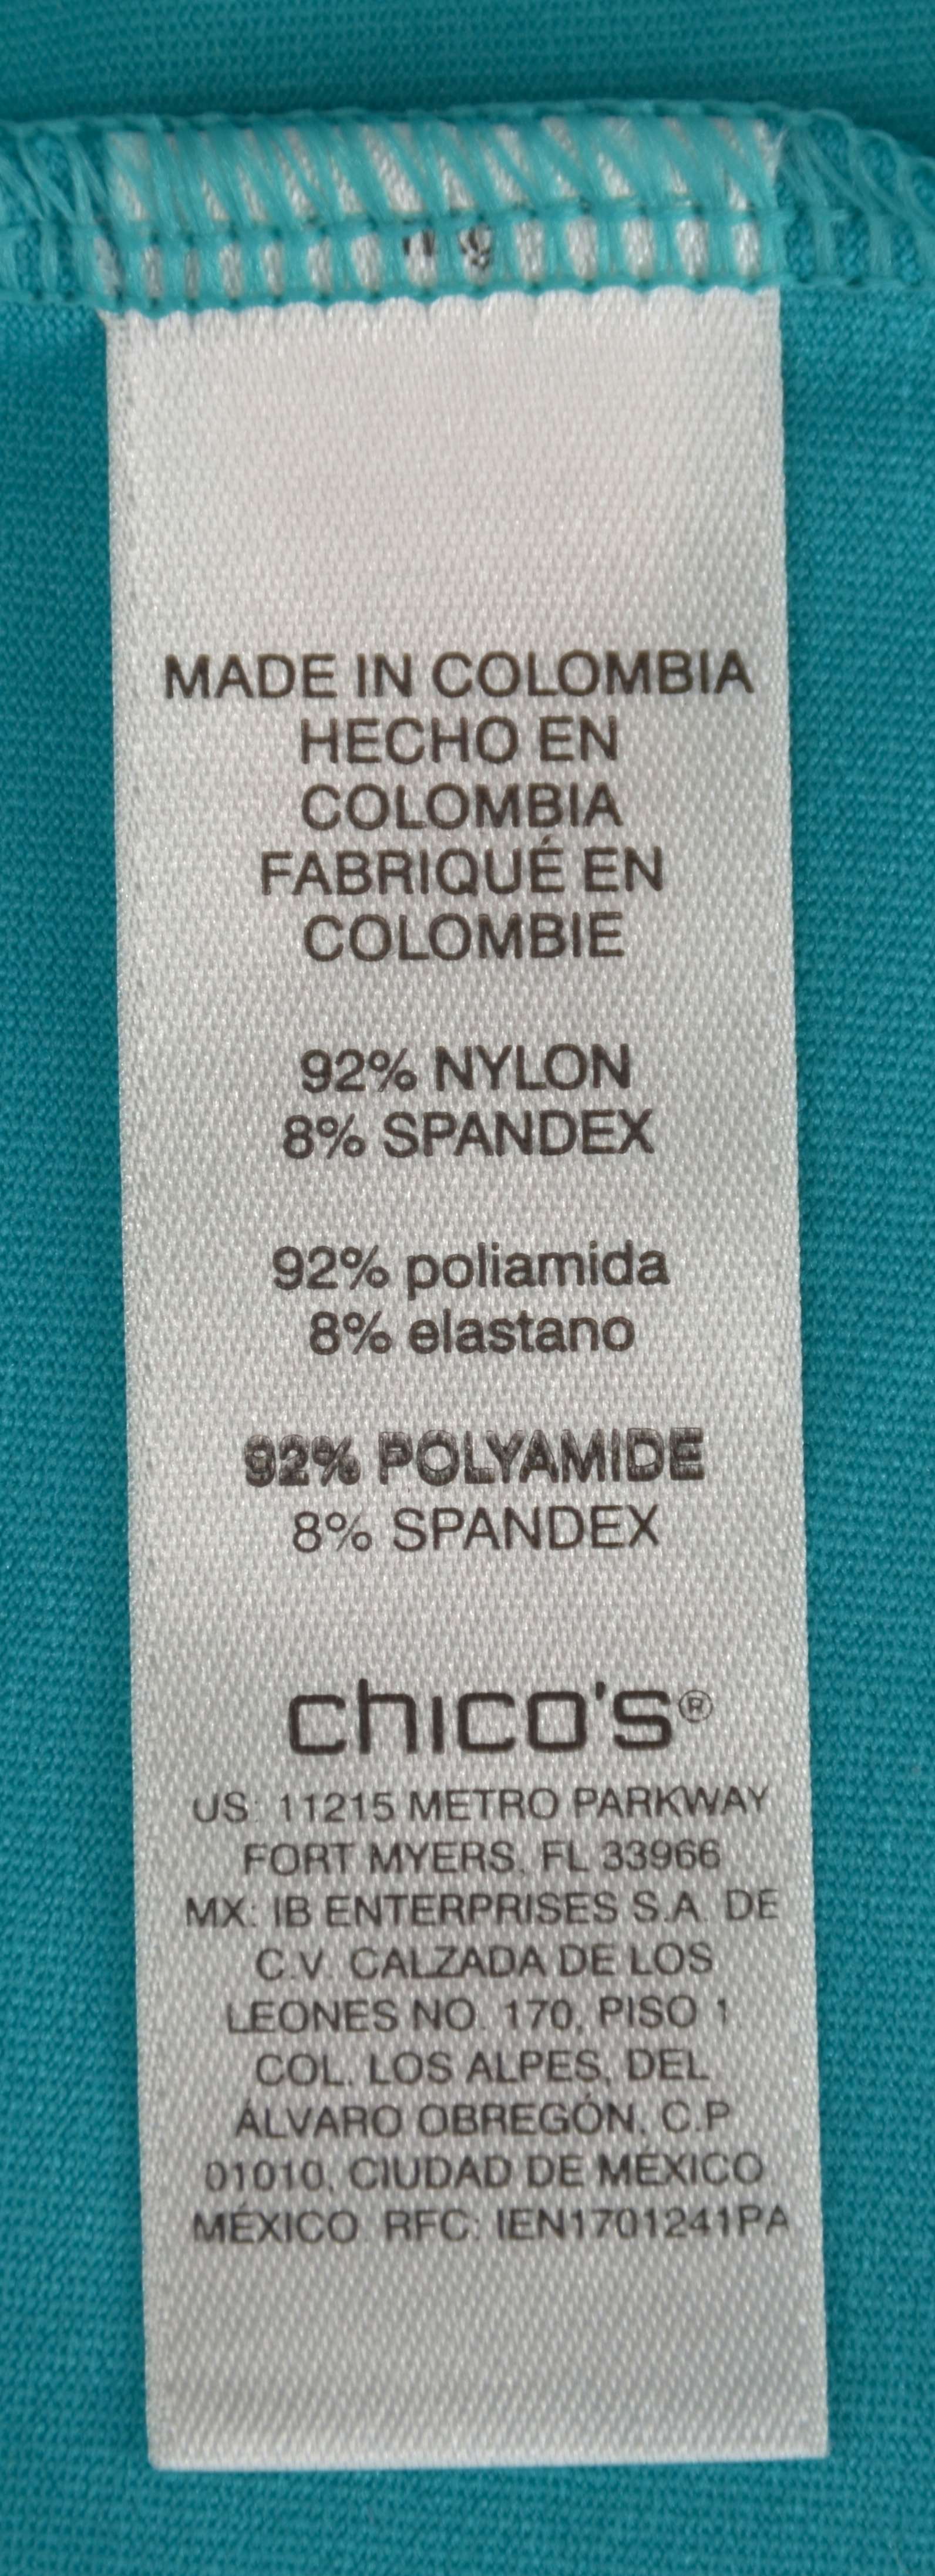 MADE IN COLOMBIA
HECHO EN
COLOMBIA
FABRIQUÉ EN
COLOMBIE
92% NYLON
8% SPANDEX
92% poliamida
8% elastano
92% POLYAMIDE
8% SPANDEX
chico's®
US: 11215 METRO PARKWAY
FORT MYERS, FL 33966
MX: IB ENTERPRISES S.A. DE
C.V. CALZADA DE LOS
LEONES NO. 170, PISO 1
COL. LOS ALPES, DEL
ÁLVARO OBREGÓN, C.P
01010, CIUDAD DE MÉXICO
MÉXICO. RFC: IEN1701241PA